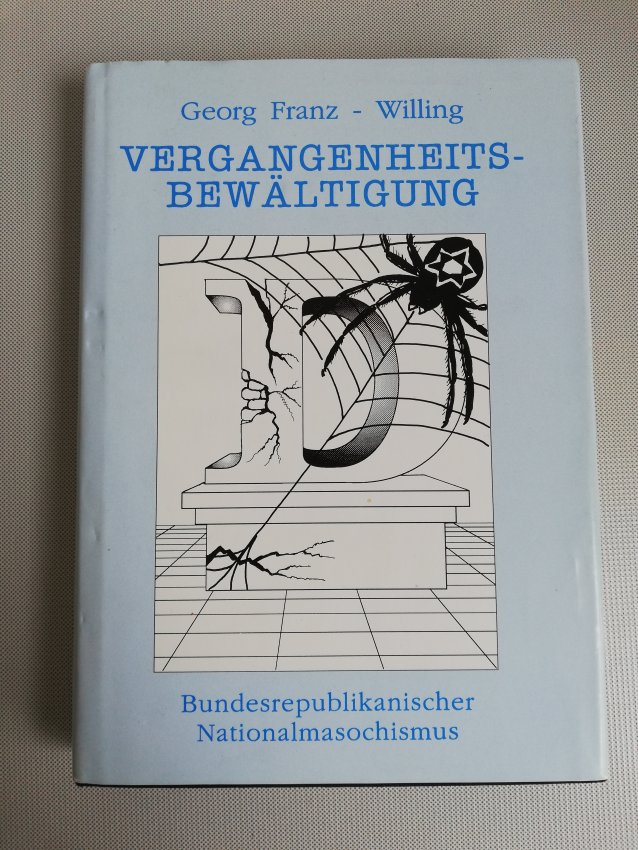 Georg Franz - Willing
VERGANGENHEITS-
BEWÄLTIGUNG
D
Bundesrepublikanischer
Nationalmasochismus